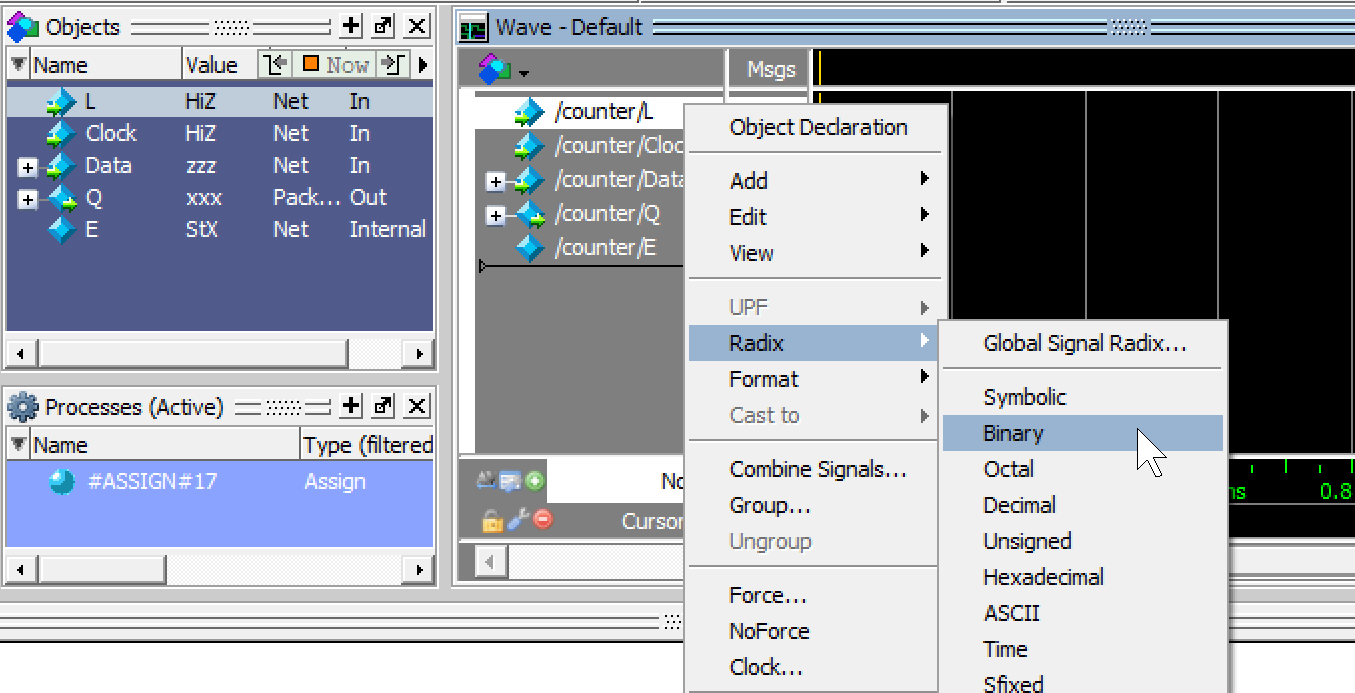 Objects
Name Value Now
L HiZ Net In
Clock HiZ Net In
Data zzz Net In
Q xxx Pack... Out
E StX Net Internal
Processes (Active)
Name Type (filtered
#ASSIGN#17 Assign
Wave - Default
Msgs
/counter/L
/counter/Cloc
/counter/Data
/counter/Q
/counter/E
No
Cursor
ns 0.8
Object Declaration
Add
Edit
View
UPF
Radix
Format
Cast to
Combine Signals...
Group...
Ungroup
Force...
NoForce
Clock...
Global Signal Radix...
Symbolic
Binary
Octal
Decimal
Unsigned
Hexadecimal
ASCII
Time
Sfixed